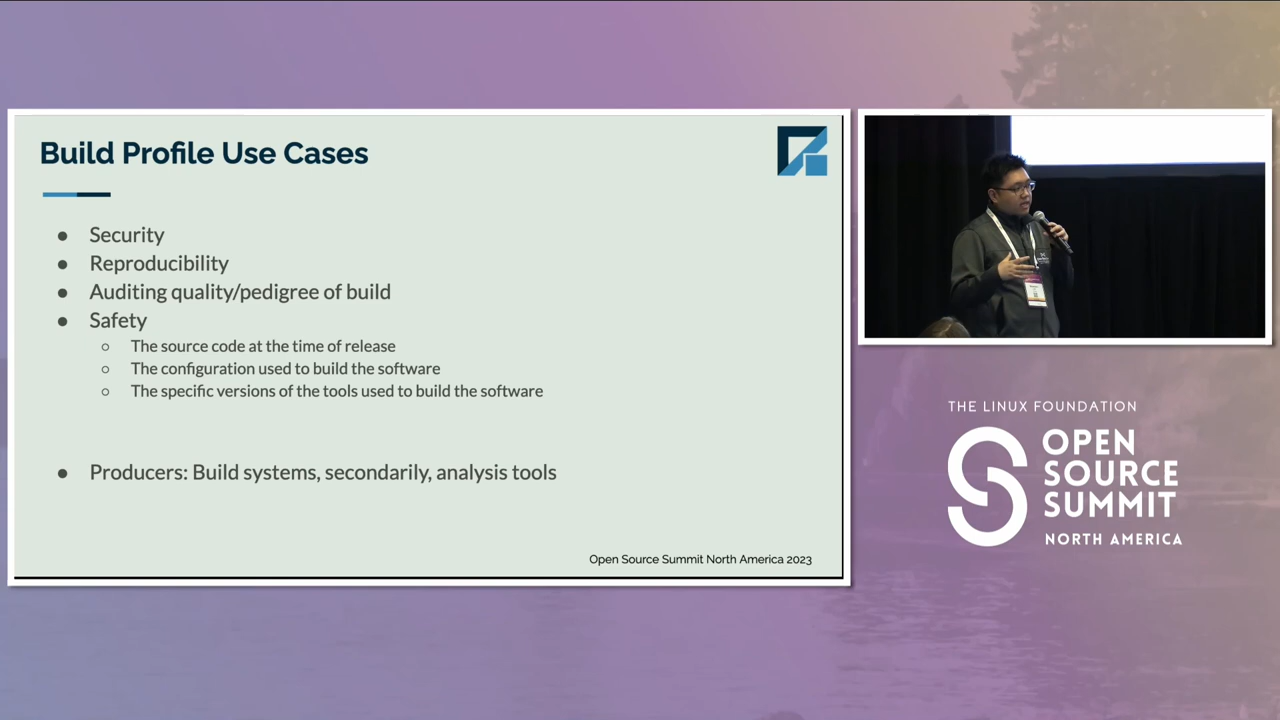 Build Profile Use Cases
● Security
● Reproducibility
● Auditing quality/pedigree of build
● Safety
○ The source code at the time of release
○ The configuration used to build the software
○ The specific versions of the tools used to build the software
● Producers: Build systems, secondarily, analysis tools
Open Source Summit North America 2023
THE LINUX FOUNDATION
OPEN
SOURCE
SUMMIT
NORTH AMERICA